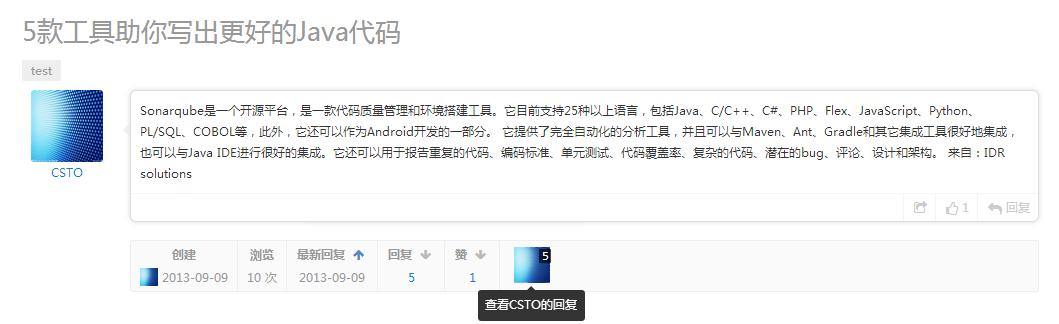 5款工具助你写出更好的Java代码
test
Sonarqube是一个开源平台，是一款代码质量管理和环境搭建工具。它目前支持25种以上语言，包括Java、C/C++、C#、PHP、Flex、JavaScript、Python、
PL/SQL、COBOL等，此外，它还可以作为Android开发的一部分。 它提供了完全自动化的分析工具，并且可以与Maven、Ant、Gradle和其它集成工具很好地集成，
也可以与Java IDE进行很好的集成。它还可以用于报告重复的代码、编码标准、单元测试、代码覆盖率、复杂的代码、潜在的bug、评论、设计和架构。 来自：IDR
solutions
CSTO
1 回复
创建 浏览 最新回复 回复 赞 5
2013-09-09 10 次 2013-09-09 5 1
查看CSTO的回复